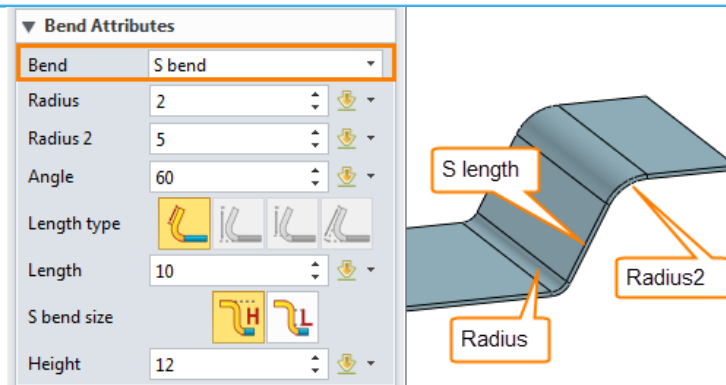 ▼ Bend Attributes
Bend S bend
Radius 2
Radius 2 5
Angle 60
Length type
Length 10
S bend size H L
Height 12
S length
Radius2
Radius